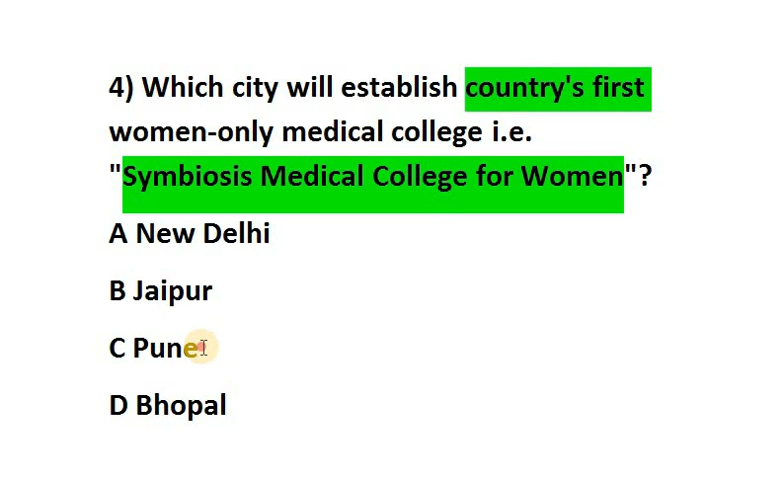 4) Which city will establish country's first
women-only medical college i.e.
"Symbiosis Medical College for Women"?
A New Delhi
B Jaipur
C Pune
D Bhopal